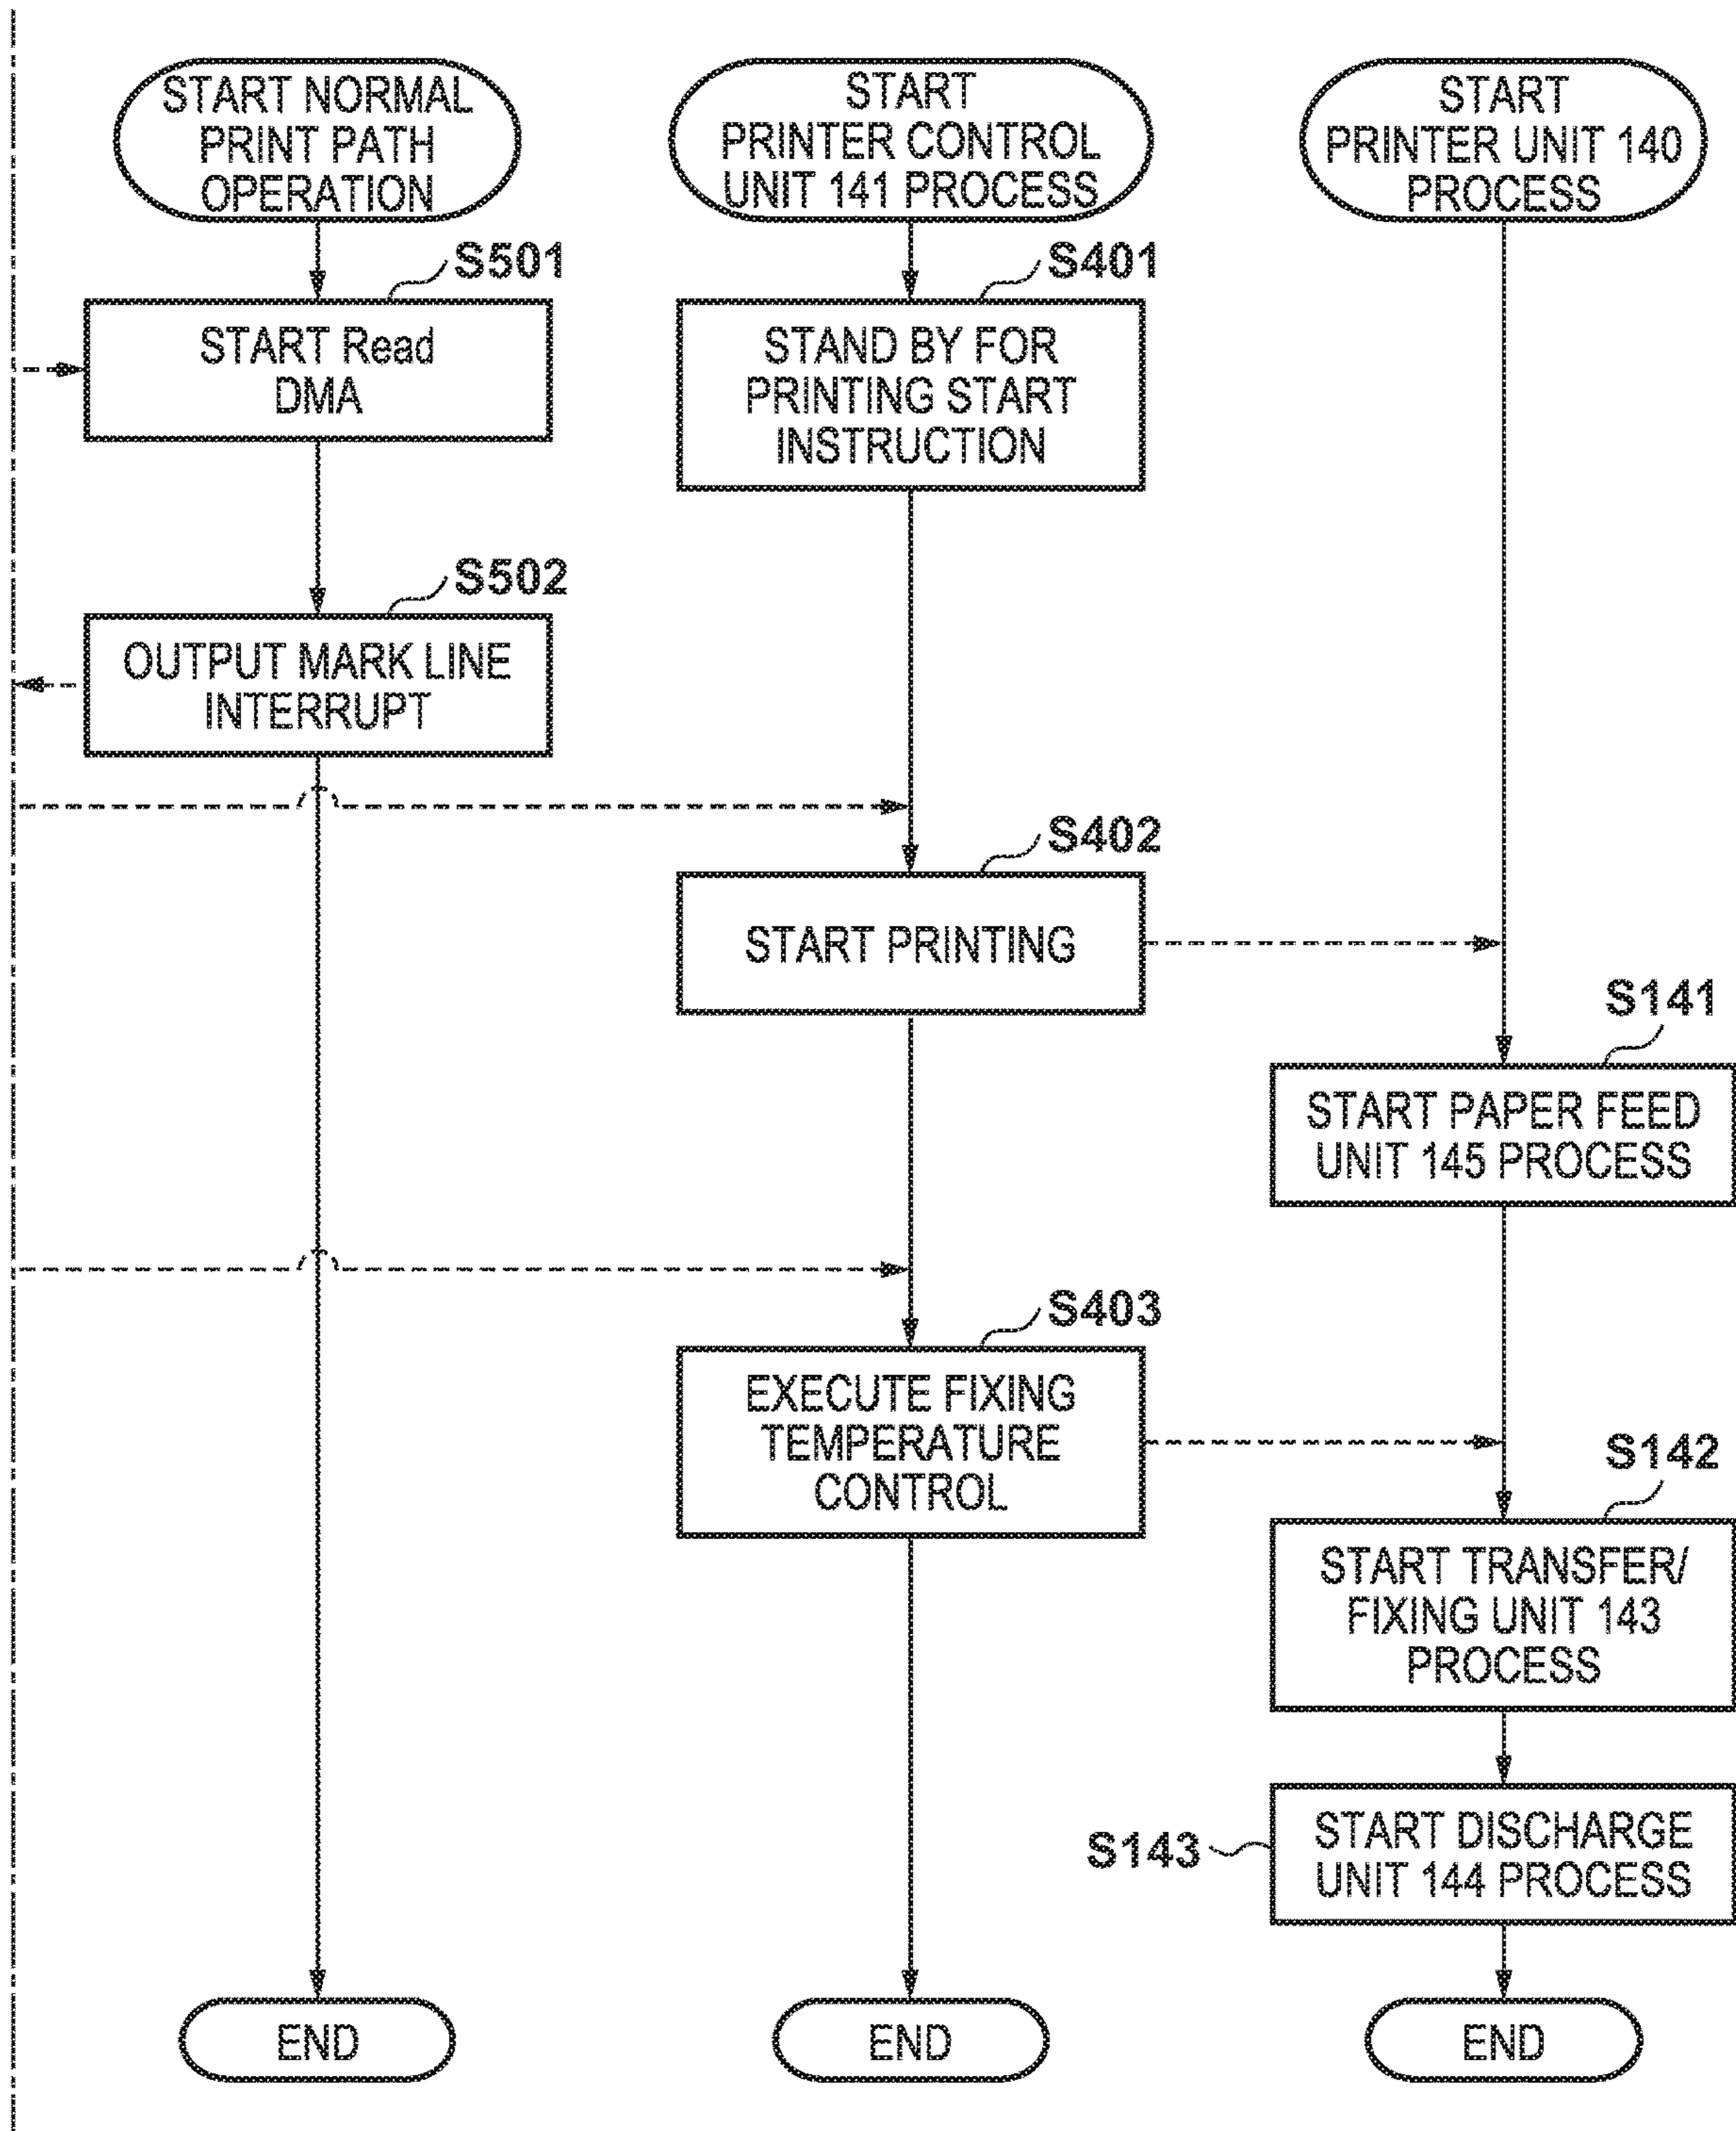 START NORMAL
PRINT PATH
OPERATION
S501
START Read
DMA
S502
OUTPUT MARK LINE
INTERRUPT
END
START
PRINTER CONTROL
UNIT 141 PROCESS
S401
STAND BY FOR
PRINTING START
INSTRUCTION
S402
START PRINTING
S403
EXECUTE FIXING
TEMPERATURE
CONTROL
END
START
PRINTER UNIT 140
PROCESS
S141
START PAPER FEED
UNIT 145 PROCESS
S142
START TRANSFER/
FIXING UNIT 143
PROCESS
S143
START DISCHARGE
UNIT 144 PROCESS
END